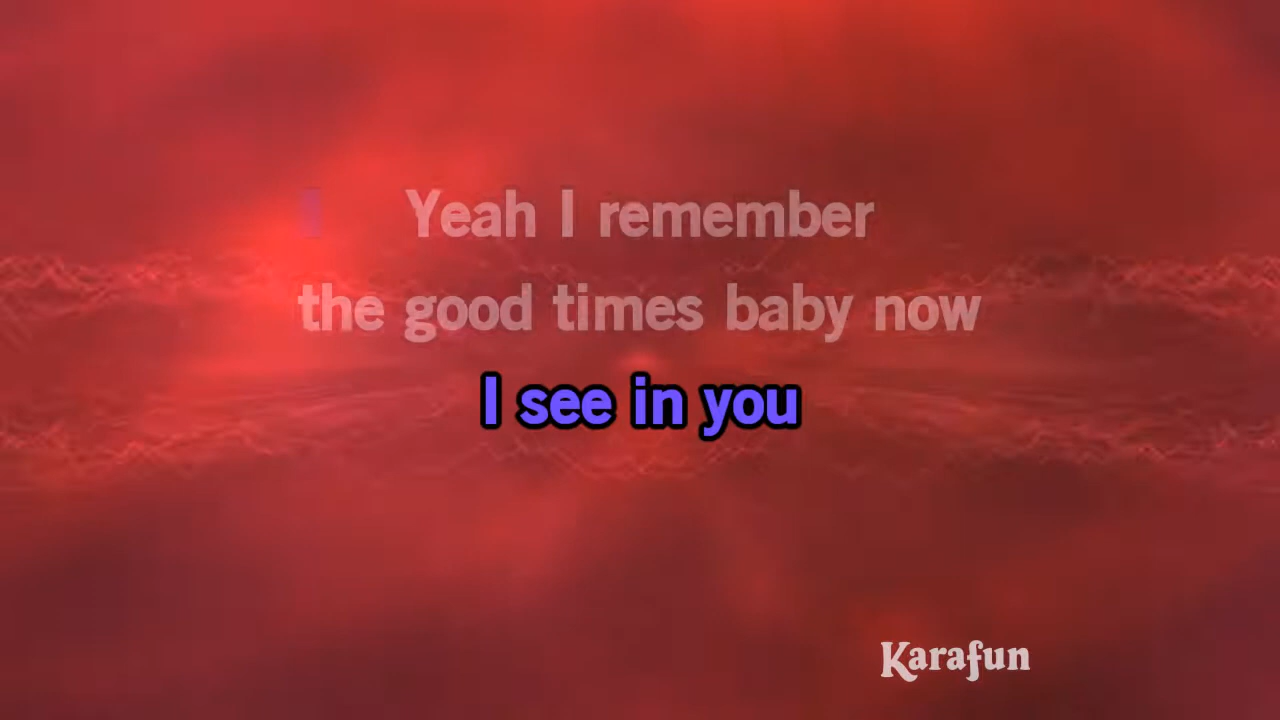 Yeah I remember
the good times baby now
I see in you
Karafun